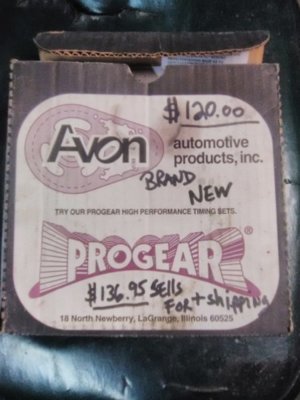 $120.00
Avon
automotive
products, inc.
BRAND
NEW
TRY OUR PROGEAR HIGH PERFORMANCE TIMING SETS.
PROGEAR®
$136.95 SELLS
FOR + SHIPPING
18 North Newberry, LaGrange, Illinois 60525